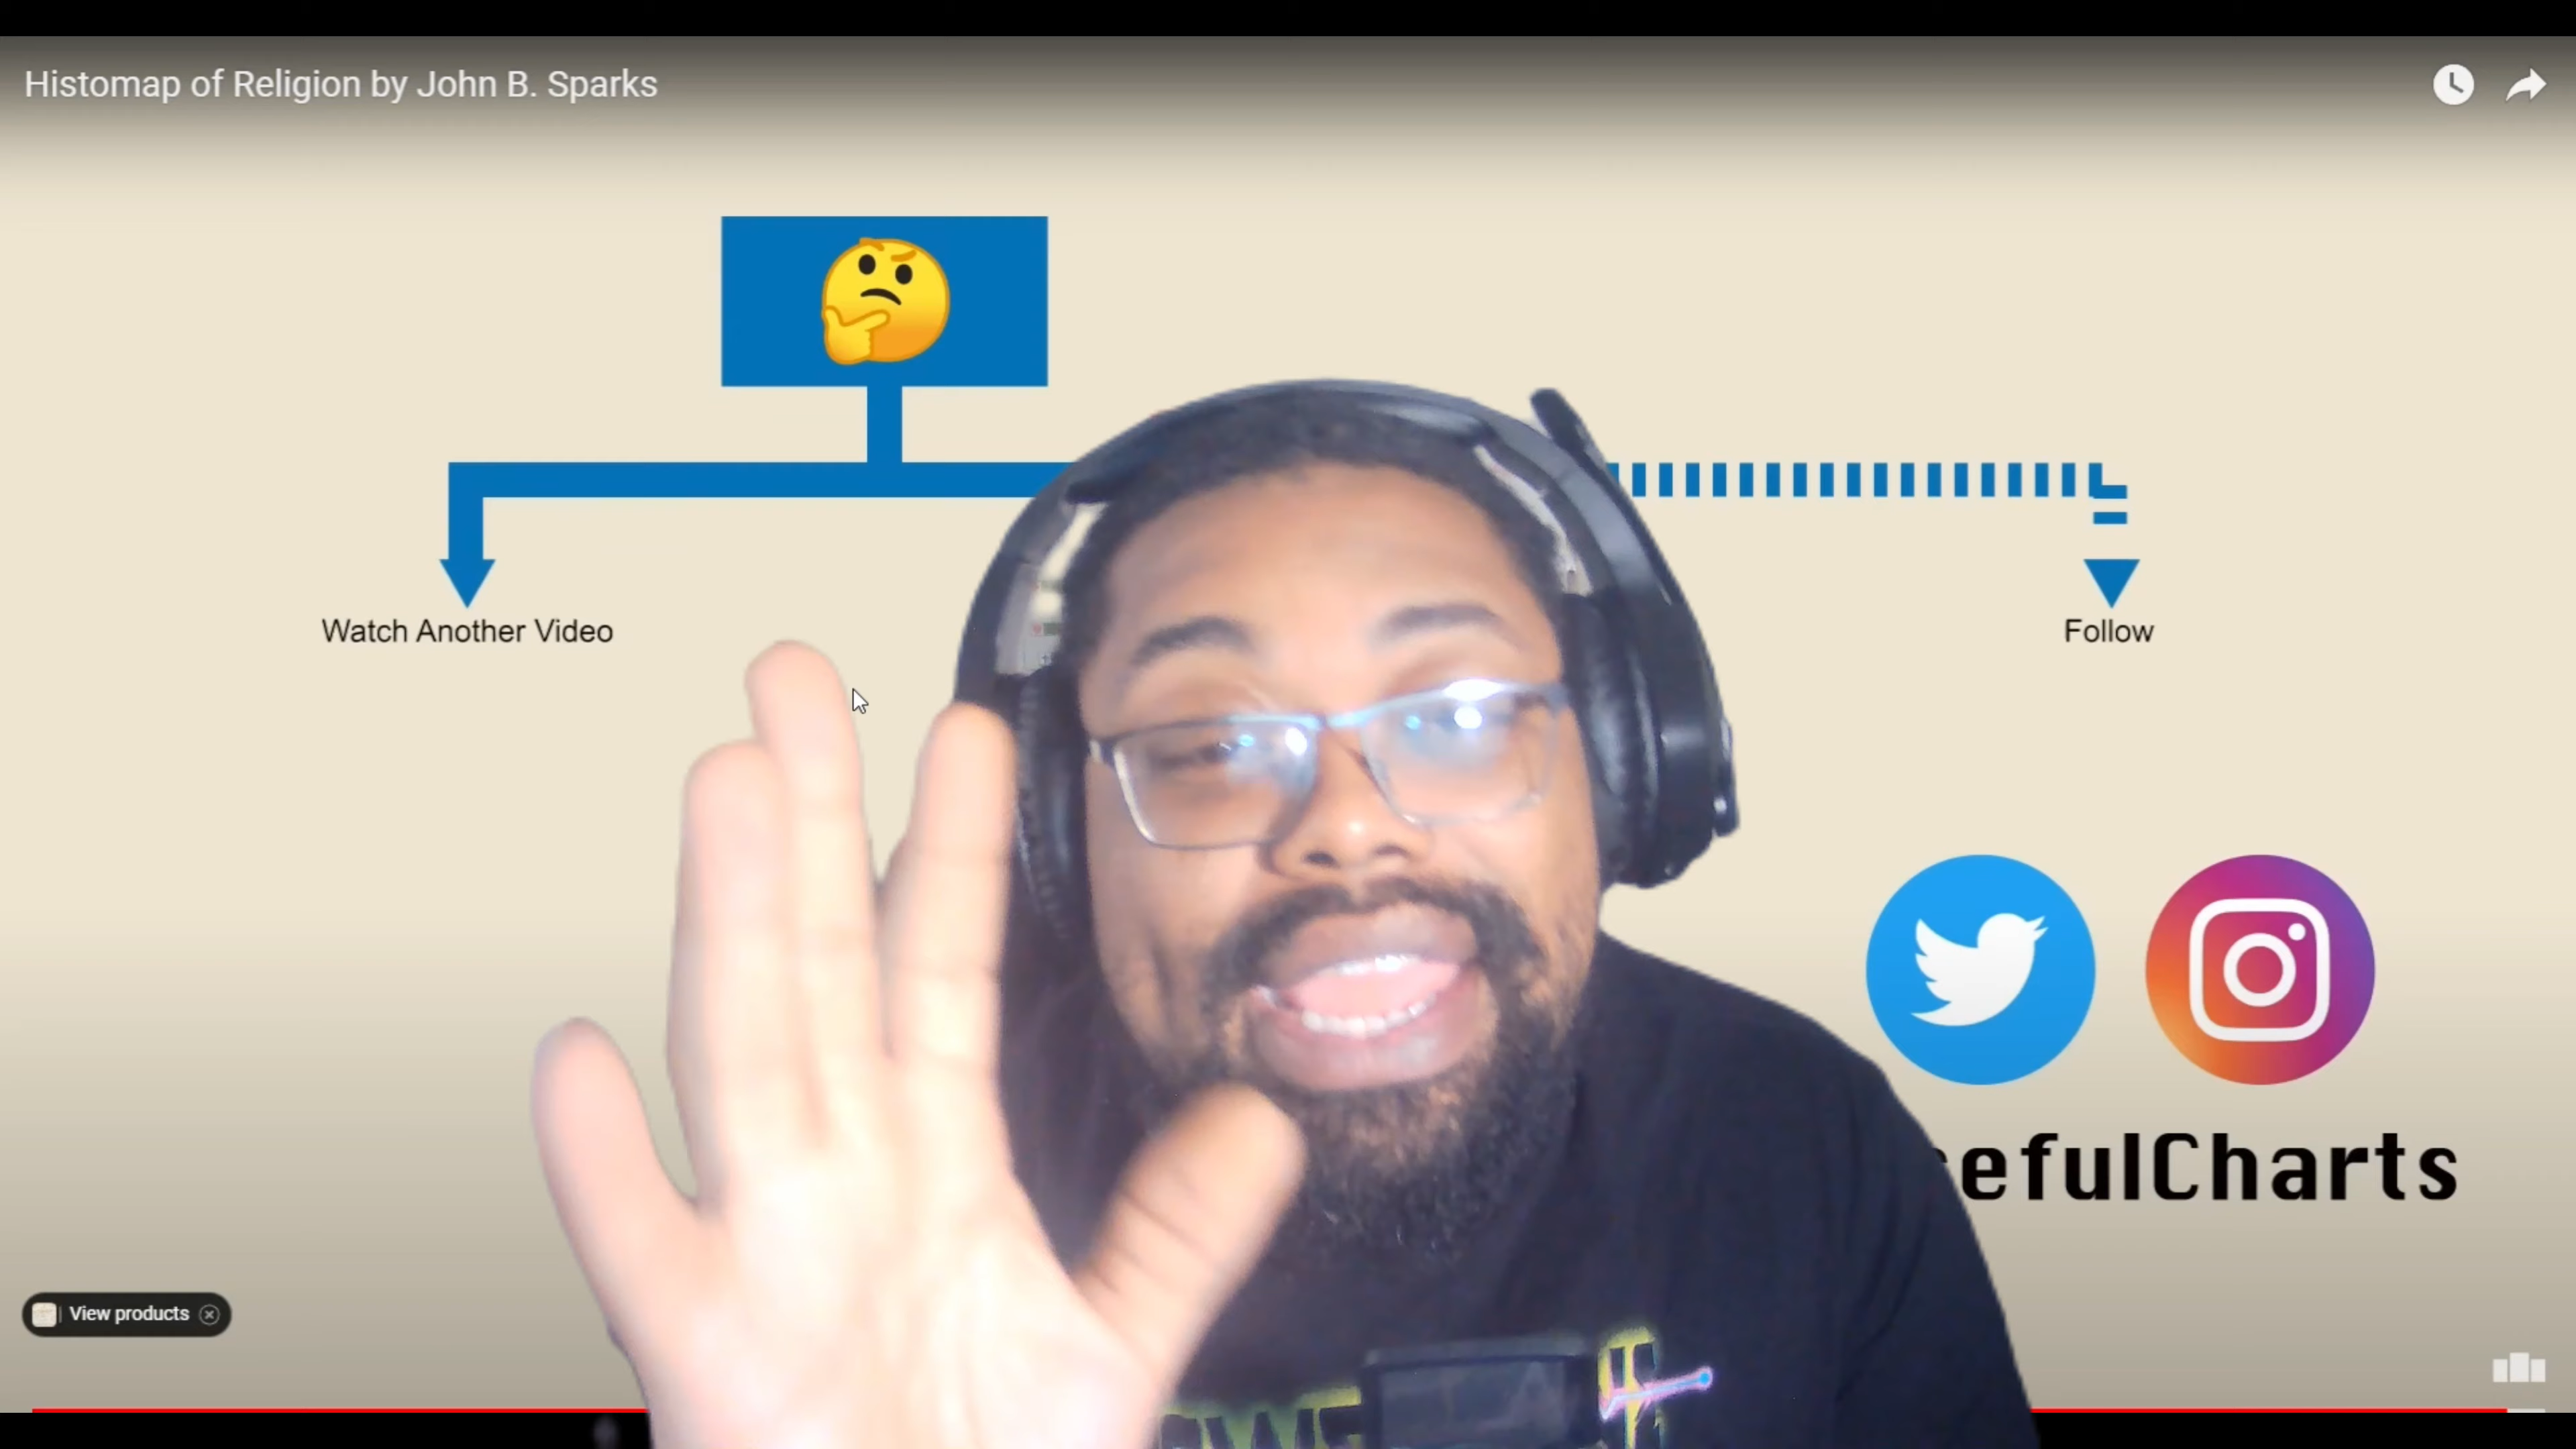 Histomap of Religion by John B. Sparks
Watch Another Video
Follow
efulCharts
View products